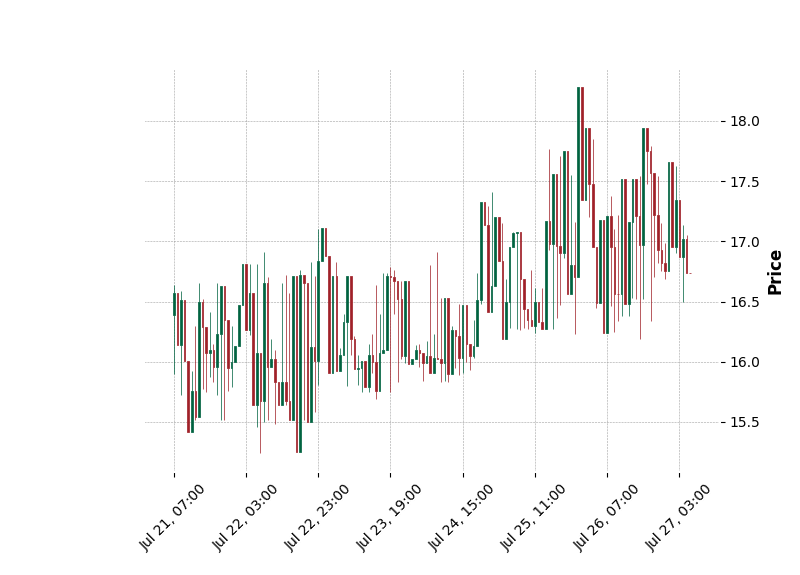 18.0
17.5
17.0
16.5
16.0
15.5
Price
Jul 21, 07:00
Jul 22, 03:00
Jul 22, 23:00
Jul 23, 19:00
Jul 24, 15:00
Jul 25, 11:00
Jul 26, 07:00
Jul 27, 03:00